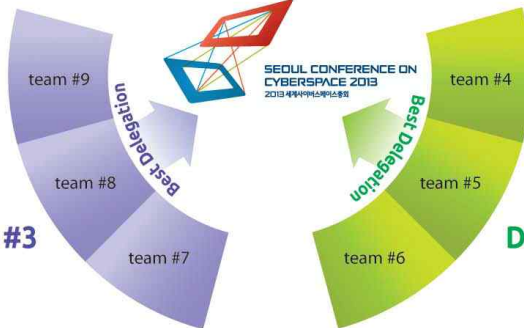 team #9
team #8
team #7
Best Delegation
#3
SEOUL CONFERENCE ON
CYBERSPACE 2013
2013 세계사이버스페이스총회
team #4
team #5
team #6
Best Delegation
D